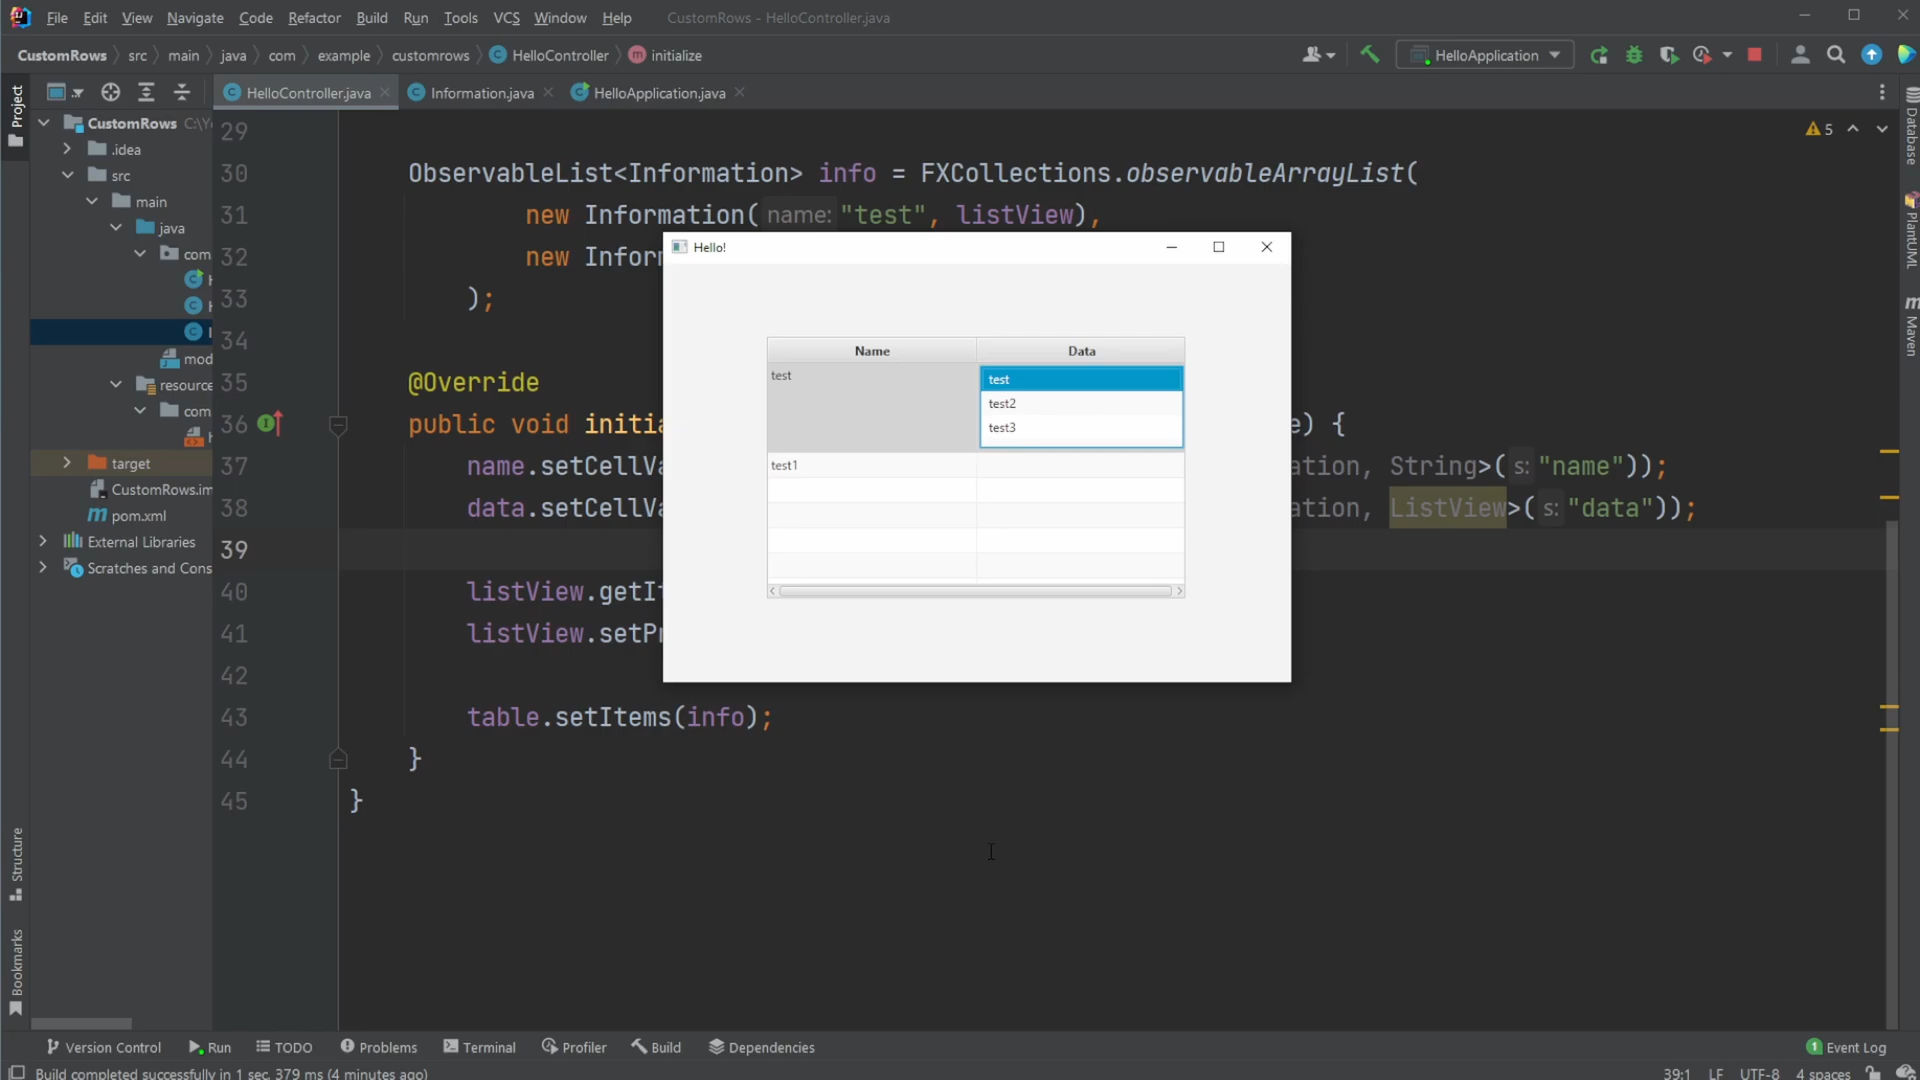 File Edit View Navigate Code Refactor Build Run Tools VCS Window Help CustomRows - HelloController.java
CustomRows src main java com example customrows HelloController initialize HelloApplication
Project
HelloController.java Information.java HelloApplication.java
CustomRows C:\Y
.idea
src
main
java
com
mod
resource
com
target
CustomRows.im
pom.xml
External Libraries
Scratches and Cons
29
30 ObservableList<Information> info = FXCollections.observableArrayList(
31 new Information( name: "test", listView),
32 new Infor
33 );
34
35 @Override
36 public void initia e) {
37 name.setCellVa ation, String>( s: "name"));
38 data.setCellVa ation, ListView>( s: "data"));
39
40 listView.getIt
41 listView.setPr
42
43 table.setItems(info);
44 }
45 }
5
Hello!
Name Data
test test
test2
test3
test1
Database
PlantUML
Maven
Structure
Bookmarks
Version Control Run TODO Problems Terminal Profiler Build Dependencies 1 Event Log
Build completed successfully in 1 sec, 379 ms (4 minutes ago) 39:1 LF UTF-8 4 spaces